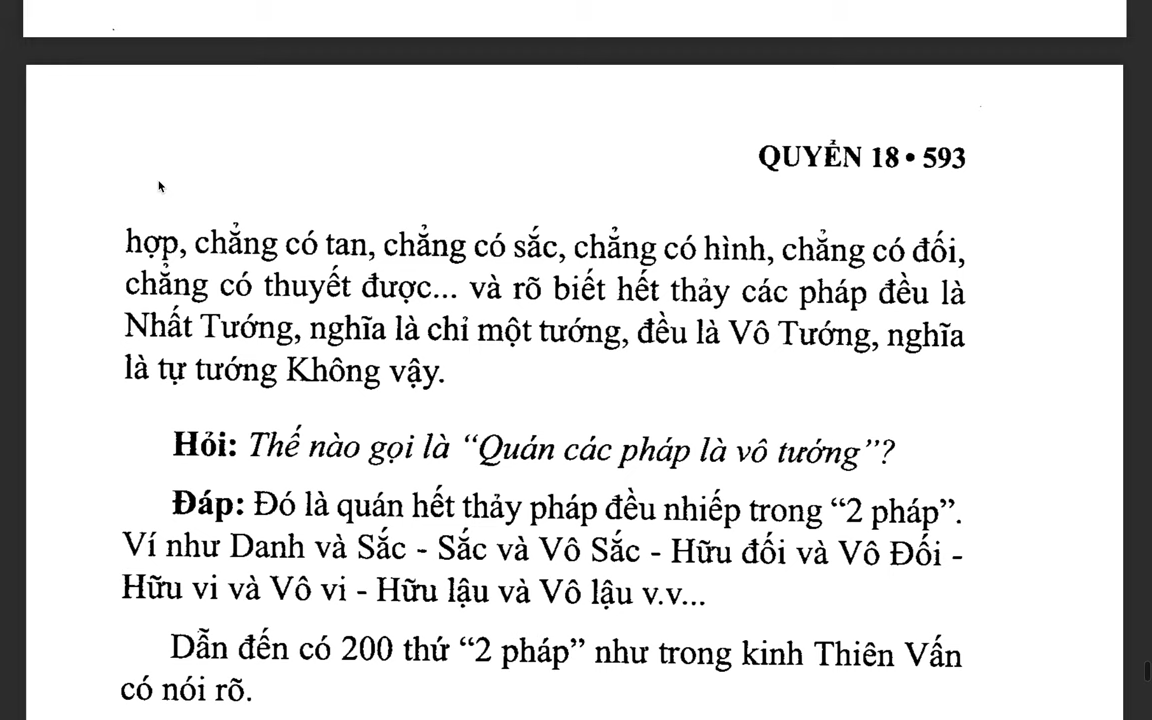 QUYỂN 18 • 593
hợp, chẳng có tan, chẳng có sắc, chẳng có hình, chẳng có đối,
chẳng có thuyết được... và rõ biết hết thảy các pháp đều là
Nhất Tướng, nghĩa là chỉ một tướng, đều là Vô Tướng, nghĩa
là tự tướng Không vậy.
Hỏi: Thế nào gọi là “Quán các pháp là vô tướng”?
Đáp: Đó là quán hết thảy pháp đều nhiếp trong “2 pháp”.
Ví như Danh và Sắc - Sắc và Vô Sắc - Hữu đối và Vô Đối -
Hữu vi và Vô vi - Hữu lậu và Vô lậu v.v...
Dẫn đến có 200 thứ “2 pháp” như trong kinh Thiên Vấn
có nói rõ.